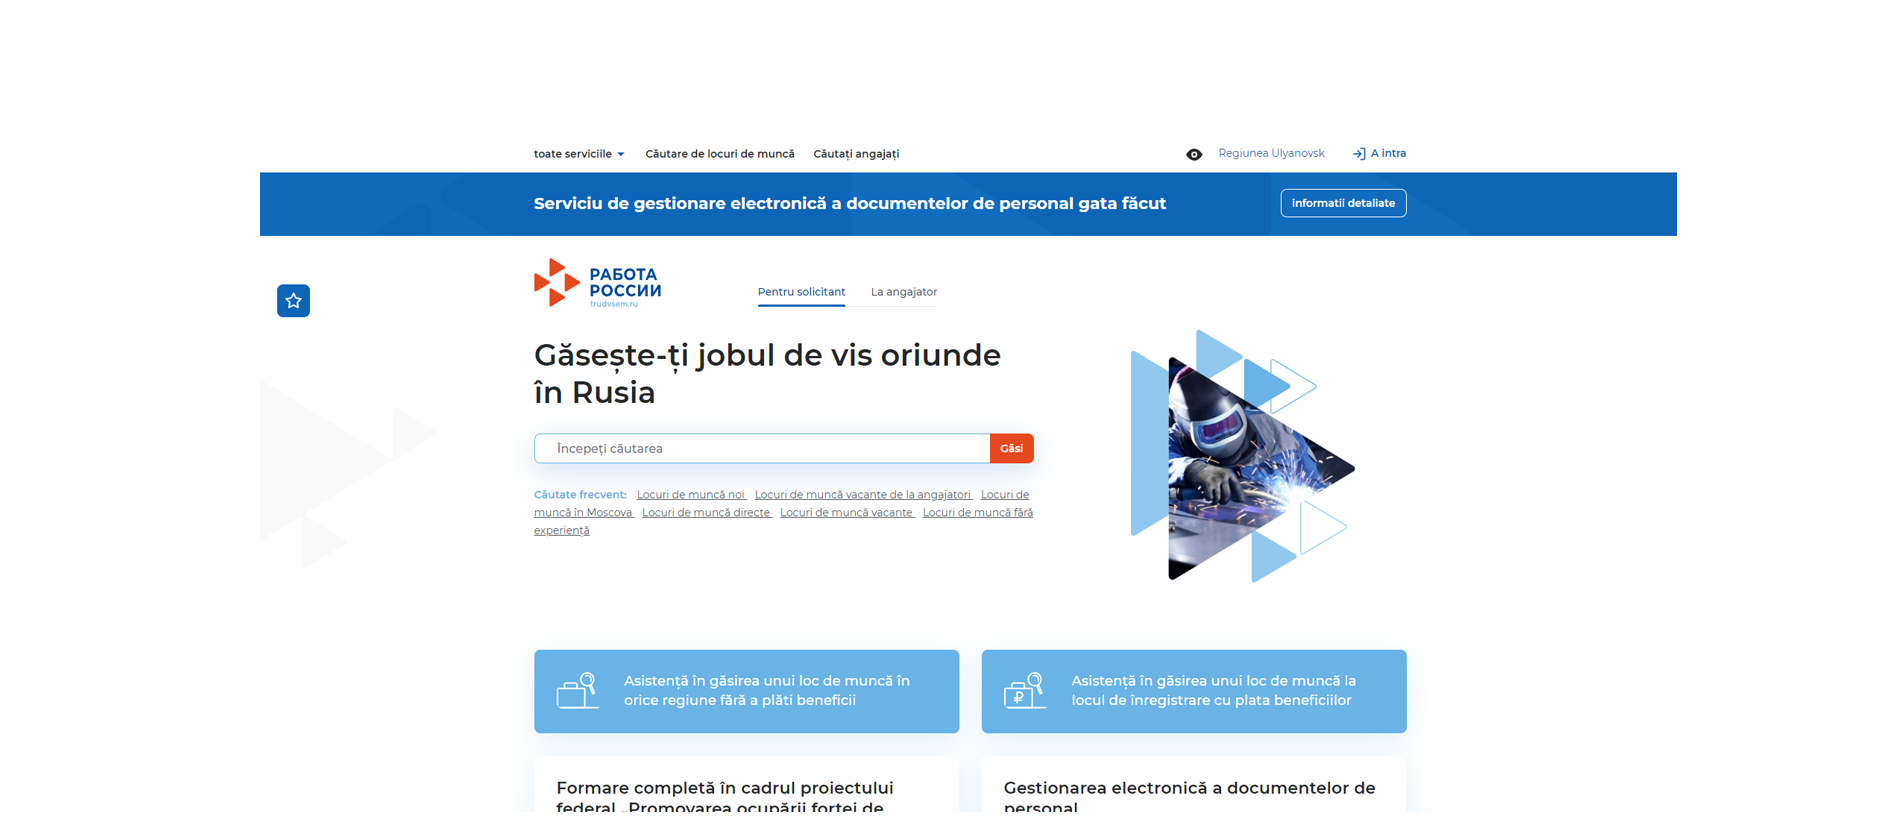 toate serviciile
Căutare de locuri de muncă
Căutați angajați
Regiunea Ulyanovsk
A intra
Serviciu de gestionare electronică a documentelor de personal gata făcut
informatii detaliate
РАБОТА
РОССИИ
trudvsem.ru
Pentru solicitant
La angajator
Găsește-ți jobul de vis oriunde
în Rusia
Începeți căutarea
Găsi
Căutate frecvent: Locuri de muncă noi Locuri de muncă vacante de la angajatori Locuri de
muncă în Moscova Locuri de muncă directe Locuri de muncă vacante Locuri de muncă fără
experiență
Asistență în găsirea unui loc de muncă în
orice regiune fără a plăti beneficii
Asistență în găsirea unui loc de muncă la
locul de înregistrare cu plata beneficiilor
Formare completă în cadrul proiectului
federal „Promovarea ocupării forței de
Gestionarea electronică a documentelor de
personal